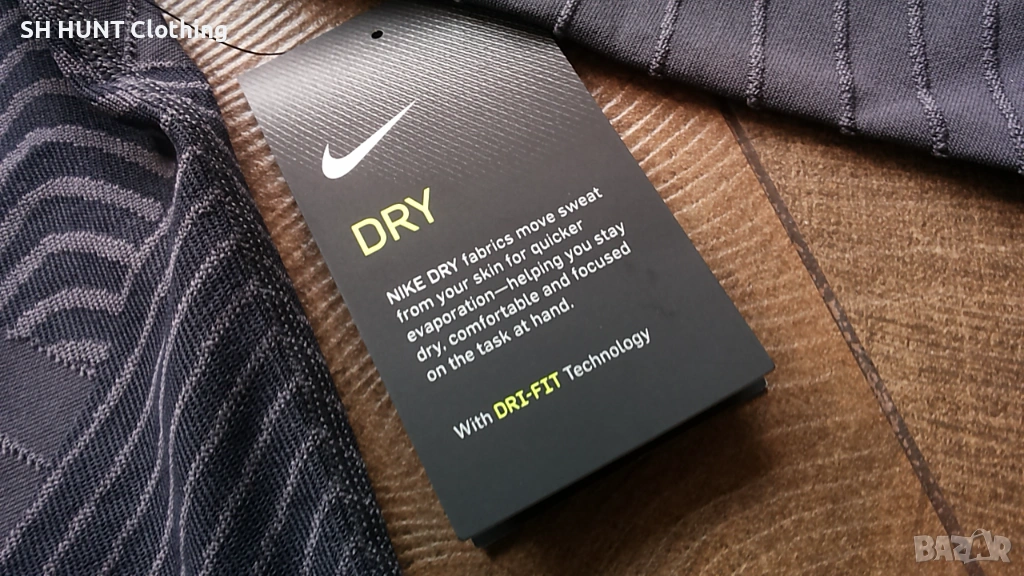 SH HUNT Clothing
DRY
NIKE DRY fabrics move sweat
from your skin for quicker
evaporation—helping you stay
dry, comfortable and focused
on the task at hand.
With DRI-FIT Technology
BAZAR